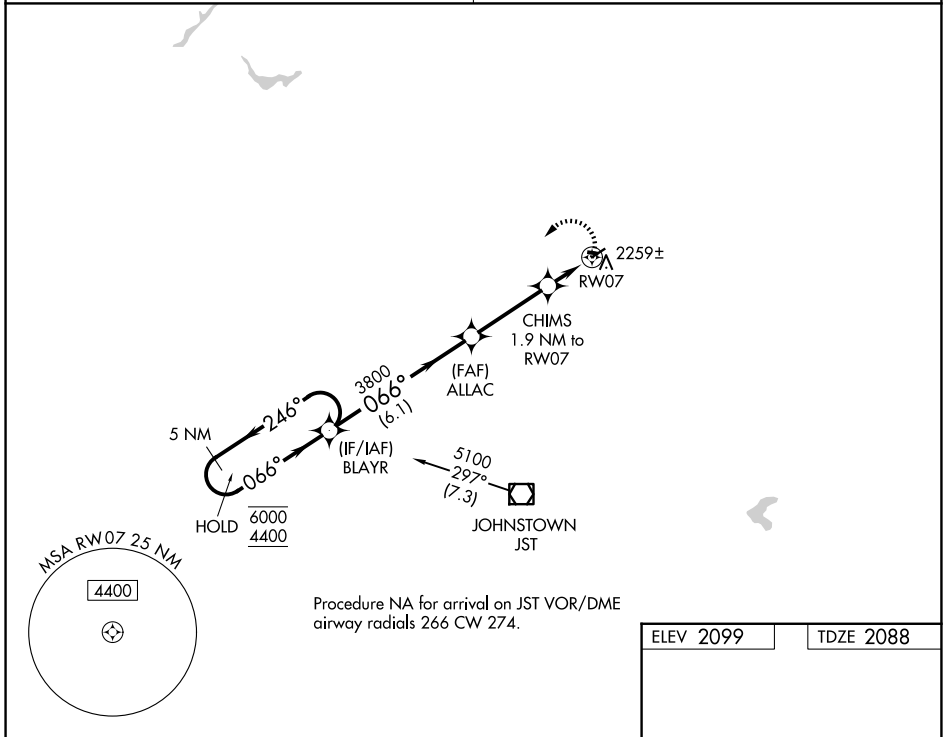 2259±
RW07
CHIMS
1.9 NM to
RW07
(FAF)
ALLAC
3800
066°
(6.1)
246°
5 NM
066°
(IF/IAF)
BLAYR
HOLD
6000
4400
5100
297°
(7.3)
JOHNSTOWN
JST
MSA RW07 25 NM
4400
Procedure NA for arrival on JST VOR/DME
airway radials 266 CW 274.
ELEV 2099
TDZE 2088